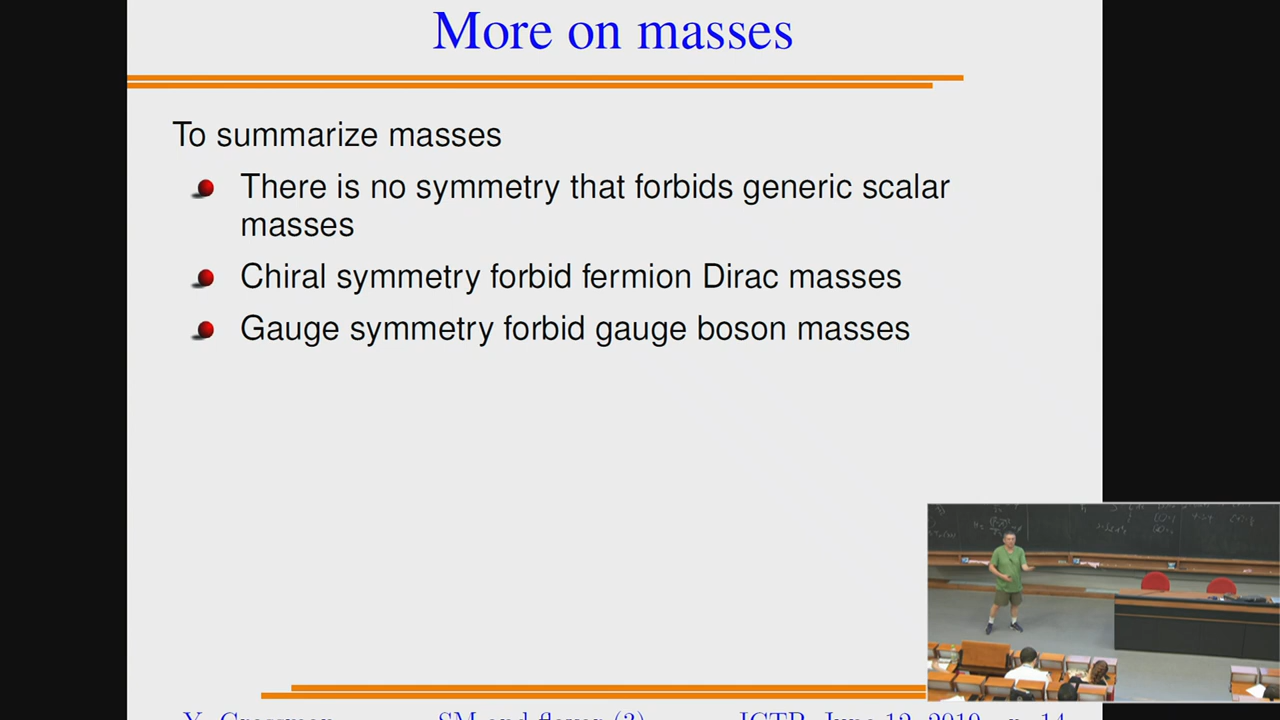 More on masses
To summarize masses
There is no symmetry that forbids generic scalar
masses
Chiral symmetry forbid fermion Dirac masses
Gauge symmetry forbid gauge boson masses
Y. Grossman SM and flavor (3) ICTP, June 12, 2019 p. 14